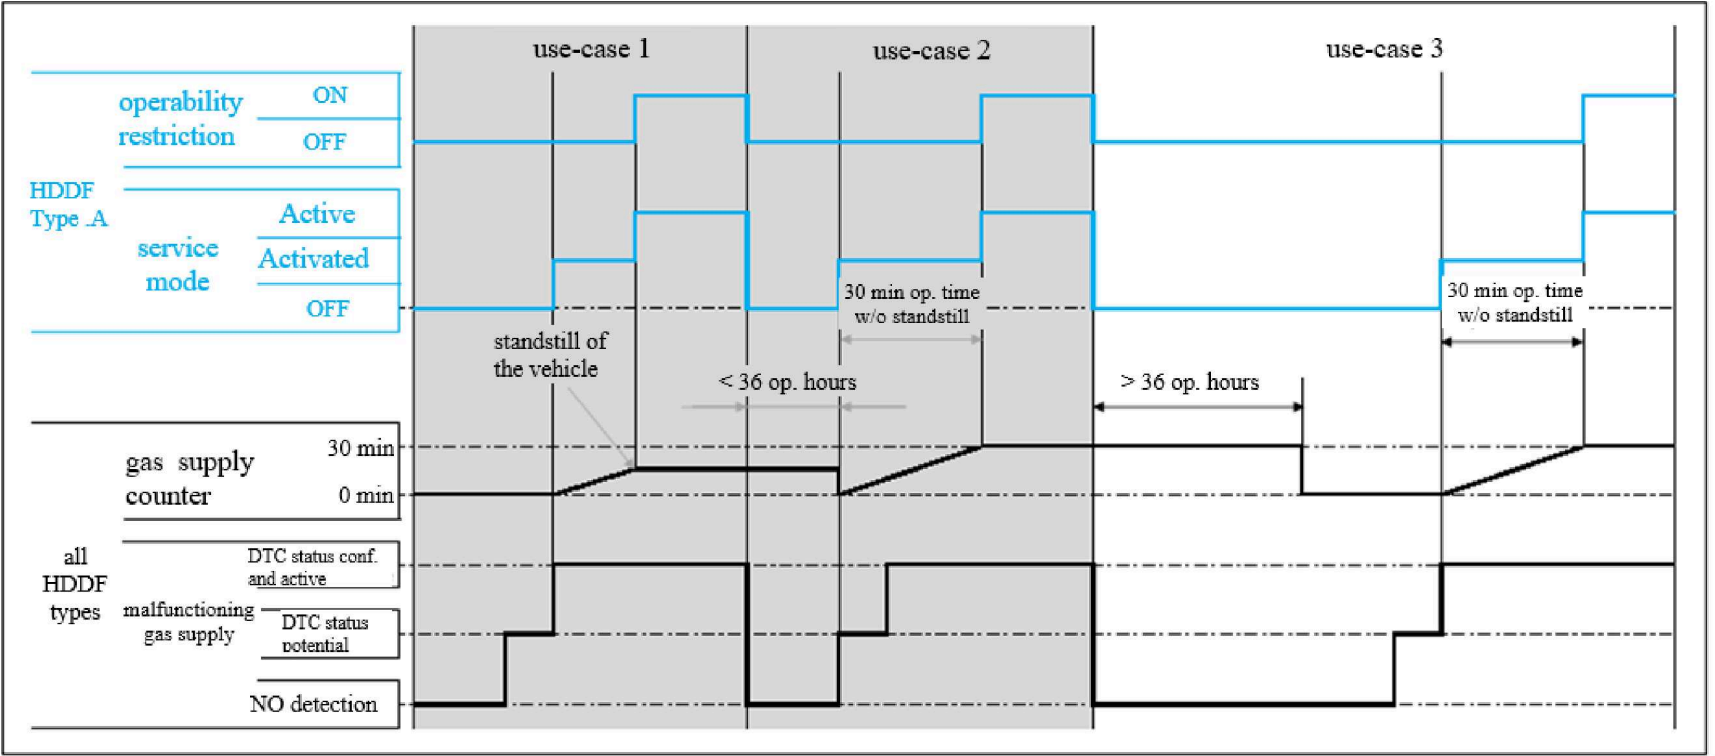 use-case 1
use-case 2
use-case 3
operability
restriction
ON
OFF
HDDF
Type .A
service
mode
Active
Activated
OFF
30 min op. time
w/o standstill
30 min op. time
w/o standstill
standstill of
the vehicle
< 36 op. hours
> 36 op. hours
gas supply
counter
30 min
0 min
all
HDDF
types
malfunctioning
gas supply
DTC status conf.
and active
DTC status
potential
NO detection